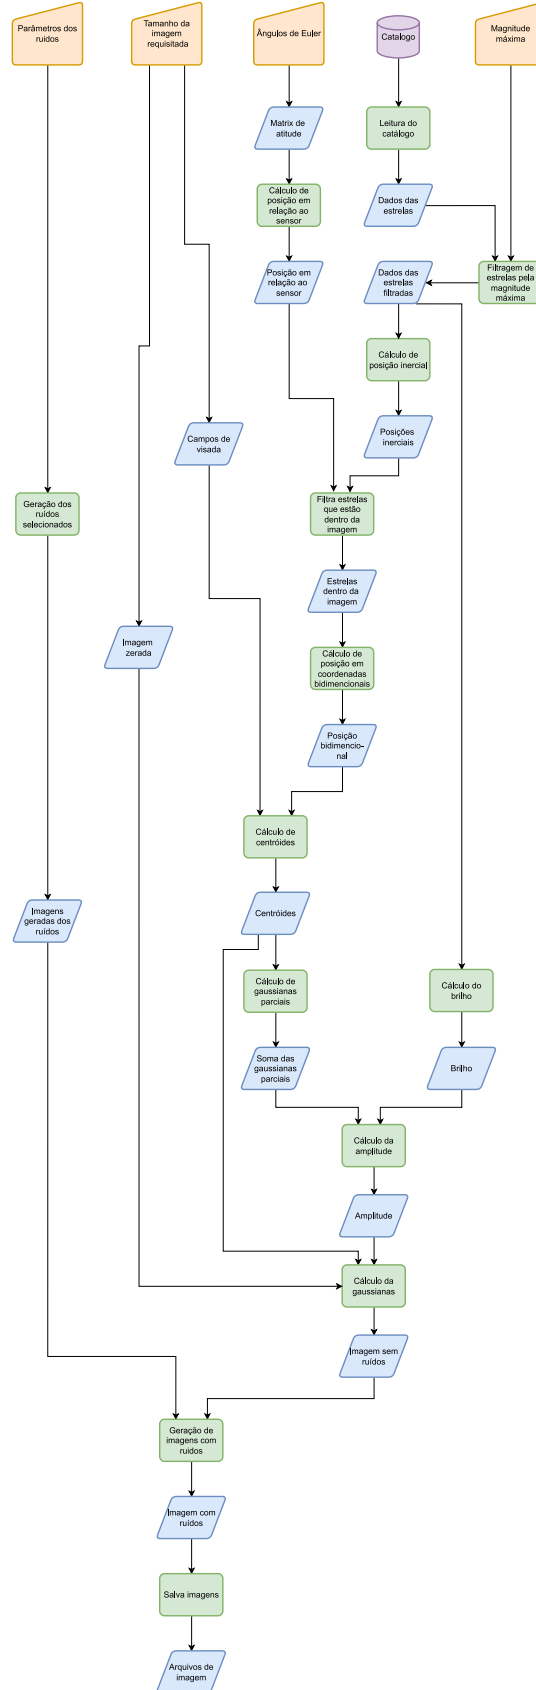 Parâmetros dos
ruidos
Tamanho da
imagem
requisitada
Ângulos de Euler
Catalogo
Magnitude
máxima
Matrix de
atitude
Leitura do
catálogo
Cálculo de
posição em
relação ao
sensor
Dados das
estrelas
Posição em
relação ao
sensor
Dados das
estrelas
filtradas
Filtragem de
estrelas pela
magnitude
máxima
Cálculo de
posição inercial
Campos de
visada
Posições
inerciais
Geração dos
ruídos
selecionados
Filtra estrelas
que estão
dentro da
imagem
Estrelas
dentro da
imagem
Imagem
zerada
Cálculo de
posição em
coordenadas
bidimencionais
Posição
bidimencio-
nal
Cálculo de
centróides
Imagens
geradas dos
ruídos
Centróides
Cálculo de
gaussianas
parciais
Cálculo do
brilho
Soma das
gaussianas
parciais
Brilho
Cálculo da
amplitude
Amplitude
Cálculo da
gaussianas
Imagem sem
ruídos
Geração de
imagens com
ruidos
Imagem com
ruídos
Salva imagens
Arquivos de
imagem